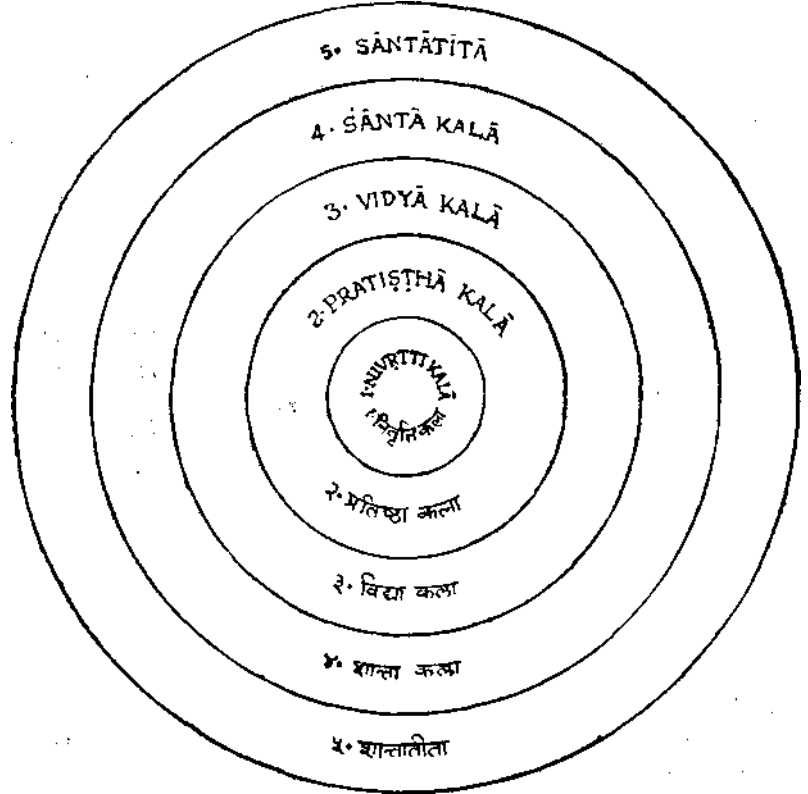 5. SĀNTĀTĪTĀ
4. ŚĀNTĀ KALĀ
3. VIDYĀ KALĀ
2. PRATIṢṬHĀ KALĀ
1. NIVṚTTI KALĀ
१. निवृत्ति कला
२. प्रतिष्ठा कला
३. विद्या कला
४. शान्ता कला
५. शान्तातीता